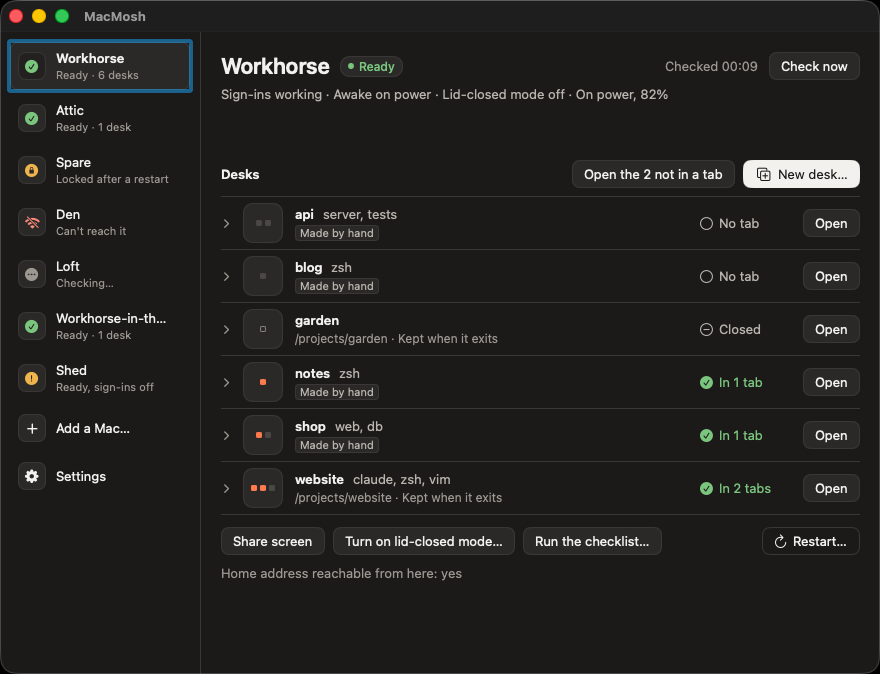 MacMosh
Workhorse
Ready · 6 desks
Attic
Ready · 1 desk
Spare
Locked after a restart
Den
Can't reach it
Loft
Checking...
Workhorse-in-th...
Ready · 1 desk
Shed
Ready, sign-ins off
Add a Mac...
Settings
Workhorse
Ready
Checked 00:09
Check now
Sign-ins working · Awake on power · Lid-closed mode off · On power, 82%
Desks
Open the 2 not in a tab
New desk...
api server, tests
Made by hand
No tab
Open
blog zsh
Made by hand
No tab
Open
garden
/projects/garden · Kept when it exits
Closed
Open
notes zsh
Made by hand
In 1 tab
Open
shop web, db
Made by hand
In 1 tab
Open
website claude, zsh, vim
/projects/website · Kept when it exits
In 2 tabs
Open
Share screen
Turn on lid-closed mode...
Run the checklist...
Restart...
Home address reachable from here: yes